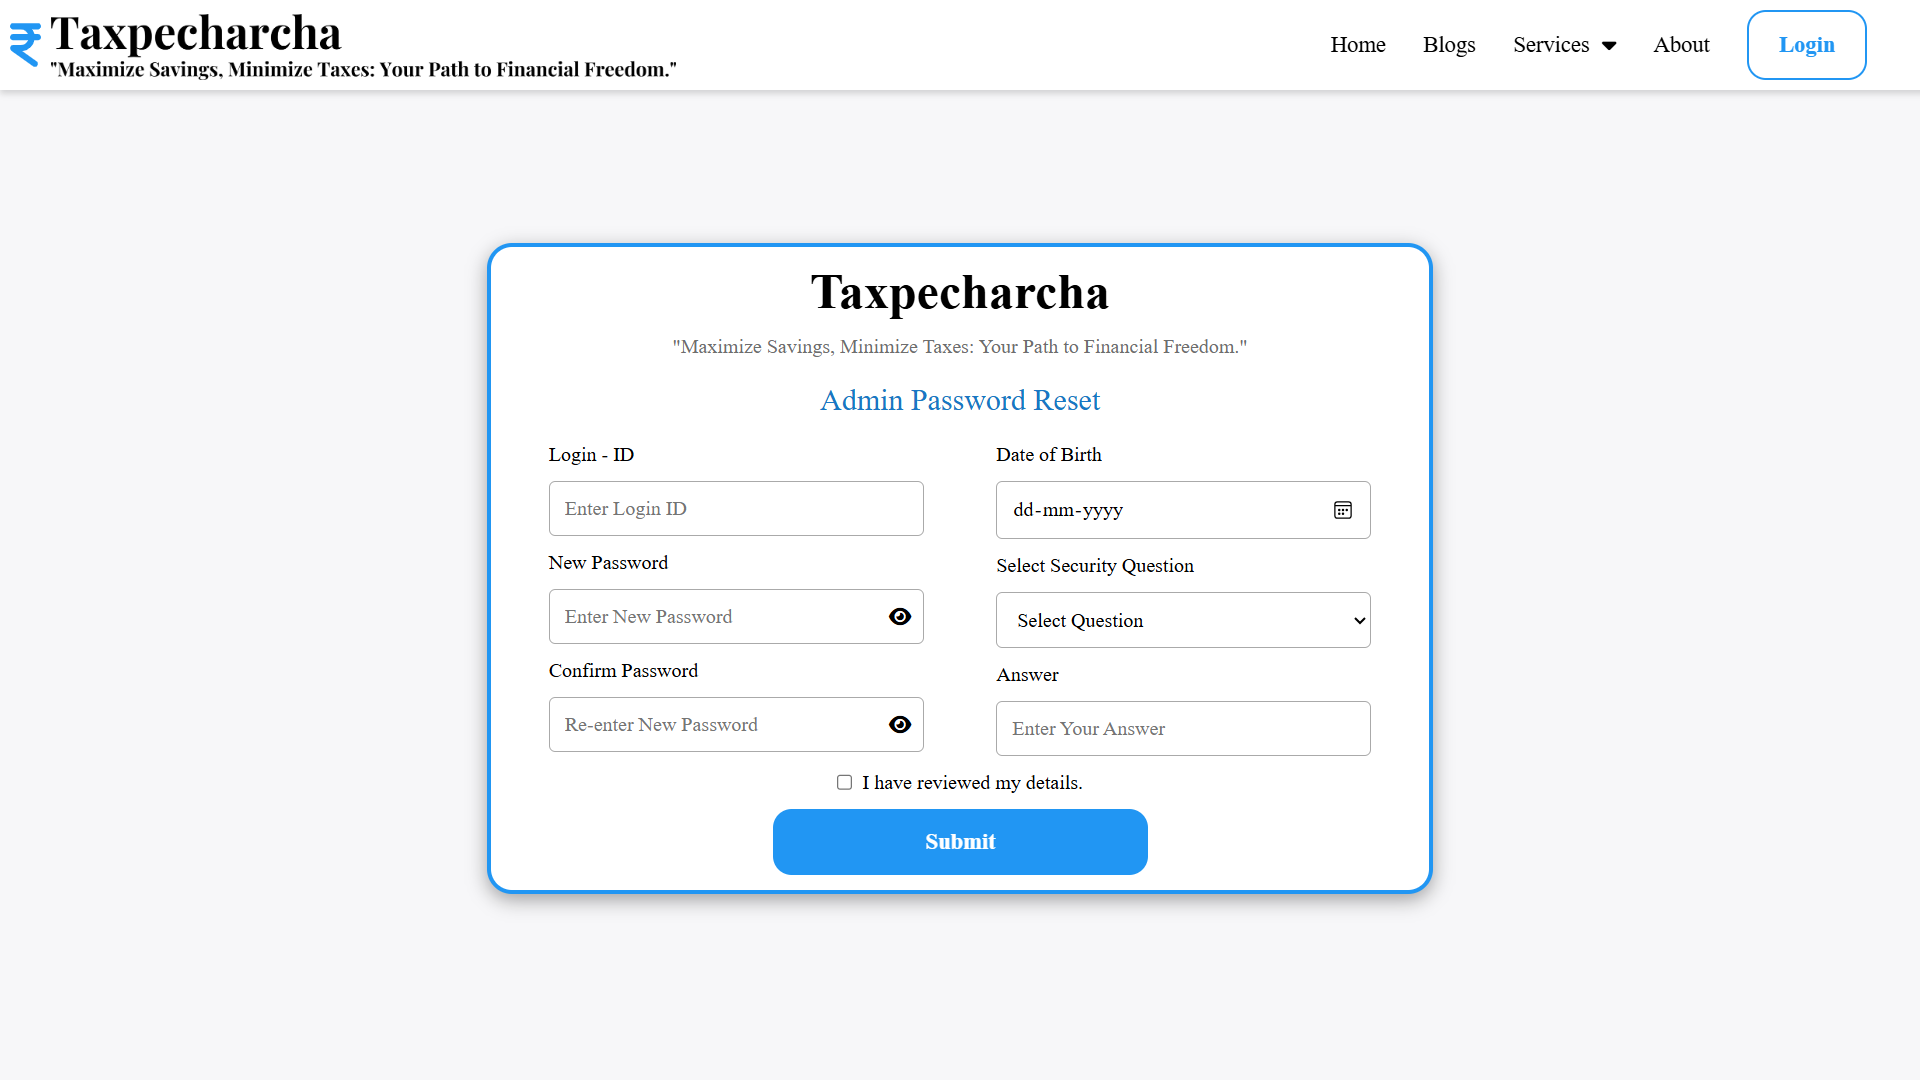 Taxpecharcha
"Maximize Savings, Minimize Taxes: Your Path to Financial Freedom."
Home
Blogs
Services
About
Login
Taxpecharcha
"Maximize Savings, Minimize Taxes: Your Path to Financial Freedom."
Admin Password Reset
Login - ID
Enter Login ID
New Password
Enter New Password
Confirm Password
Re-enter New Password
Date of Birth
dd-mm-yyyy
Select Security Question
Select Question
Answer
Enter Your Answer
I have reviewed my details.
Submit